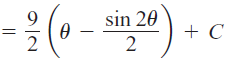 = 9/2 (θ − sin 2θ/2) + C